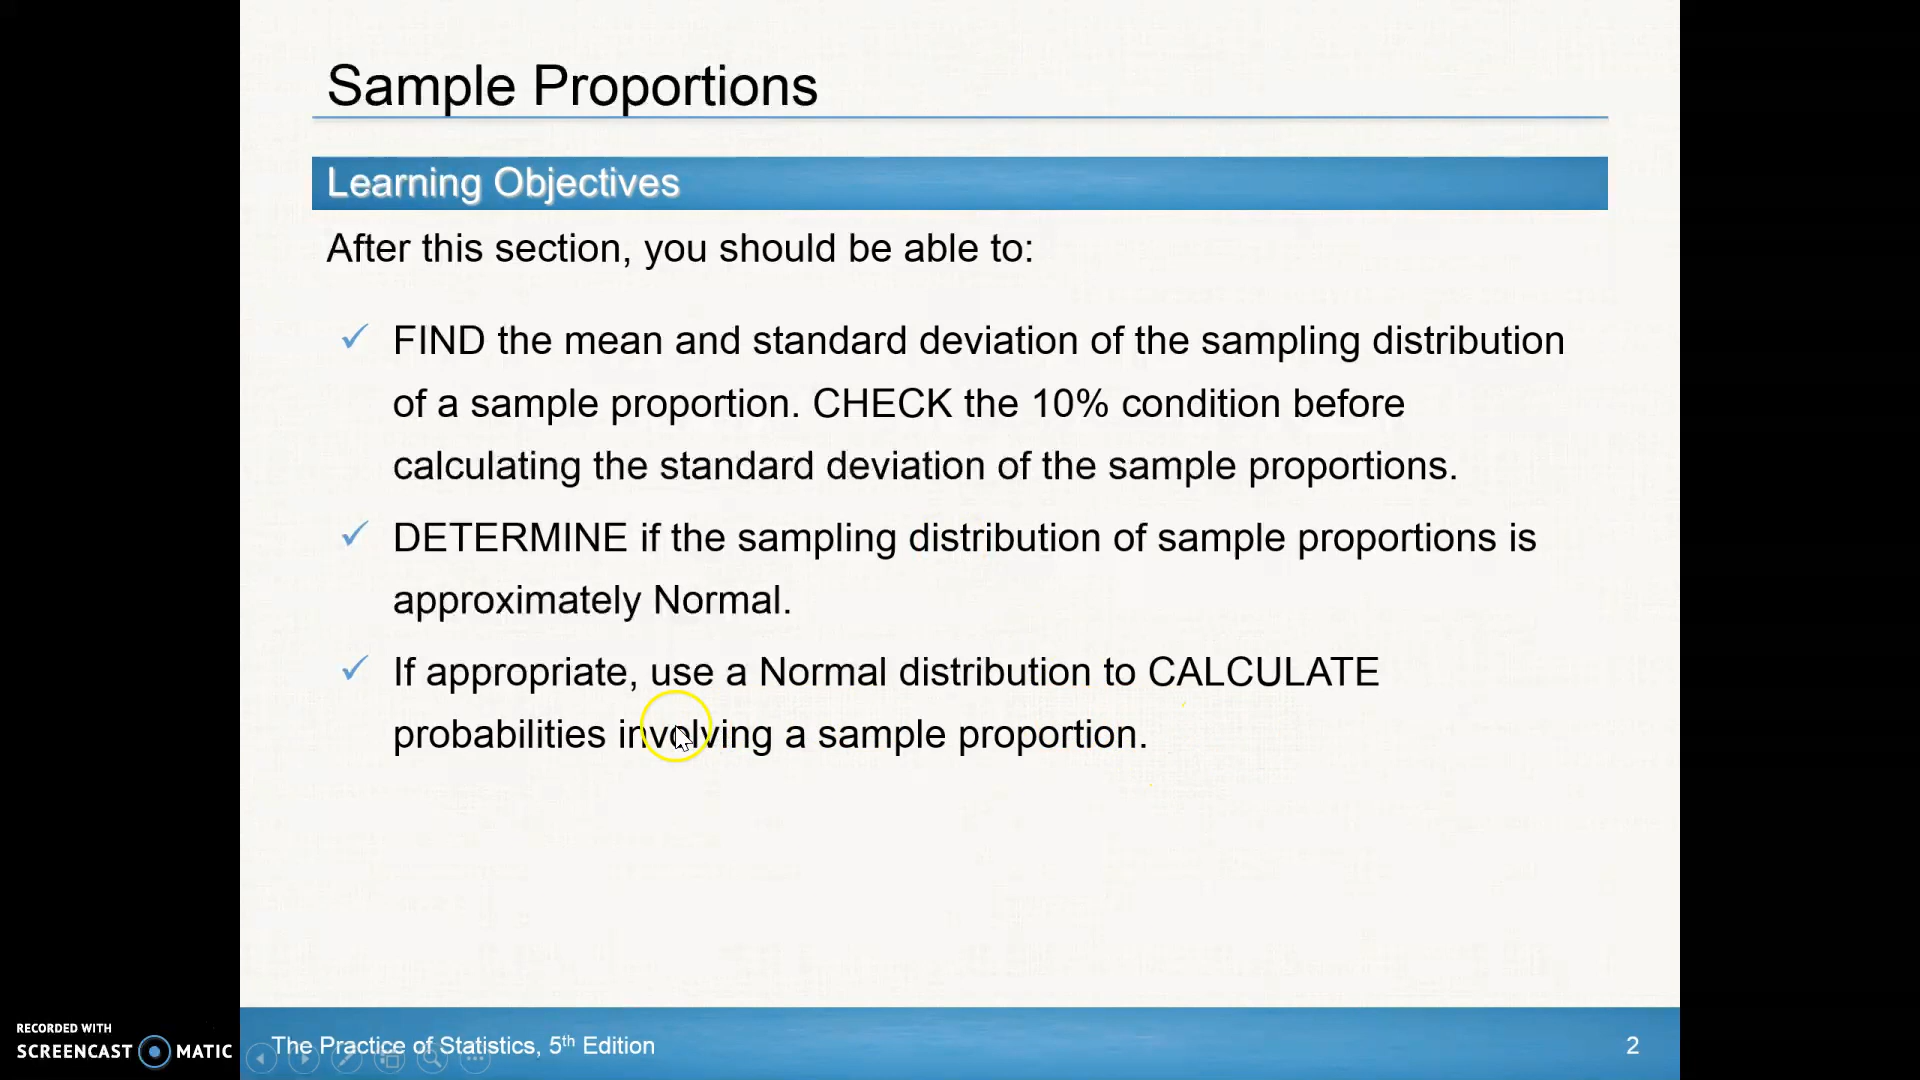 Sample Proportions
Learning Objectives
After this section, you should be able to:
FIND the mean and standard deviation of the sampling distribution
of a sample proportion. CHECK the 10% condition before
calculating the standard deviation of the sample proportions.
DETERMINE if the sampling distribution of sample proportions is
approximately Normal.
If appropriate, use a Normal distribution to CALCULATE
probabilities involving a sample proportion.
RECORDED WITH
SCREENCAST MATIC
The Practice of Statistics, 5th Edition
2